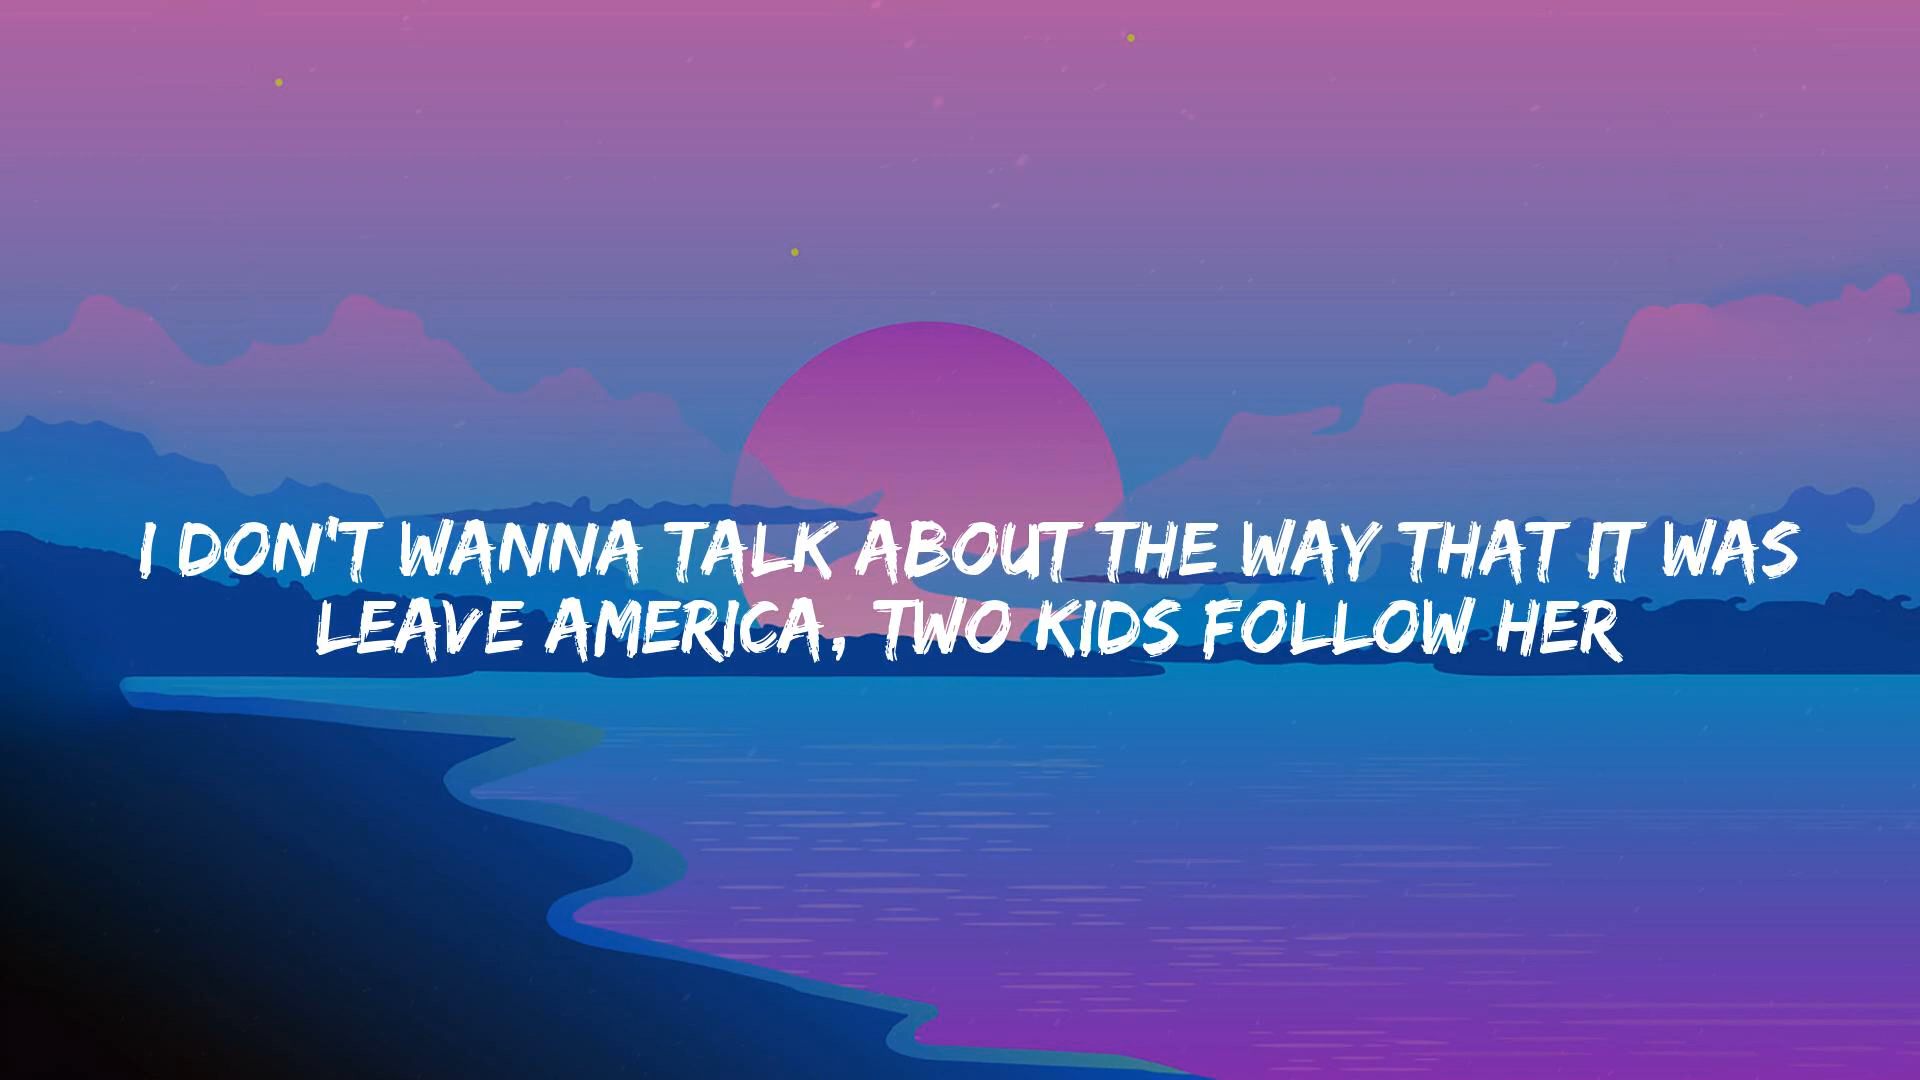 I DON'T WANNA TALK ABOUT THE WAY THAT IT WAS
LEAVE AMERICA, TWO KIDS FOLLOW HER